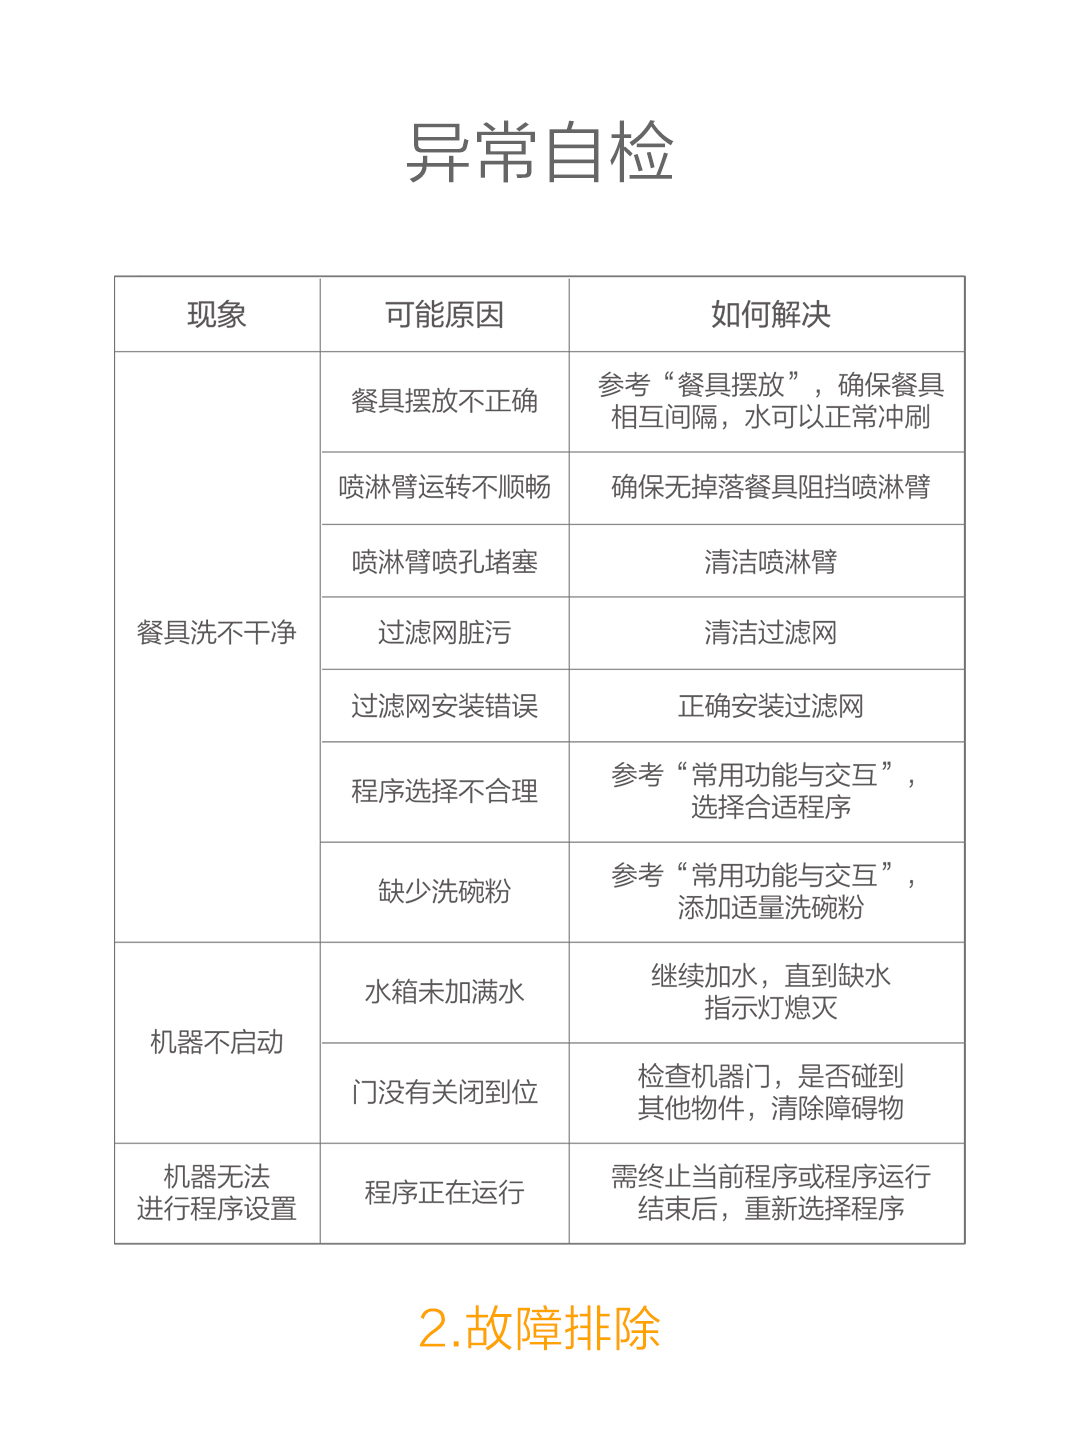 异常自检
现象 可能原因 如何解决
餐具洗不干净
餐具摆放不正确
参考“餐具摆放”，确保餐具
相互间隔，水可以正常冲刷
喷淋臂运转不顺畅
确保无掉落餐具阻挡喷淋臂
喷淋臂喷孔堵塞
清洁喷淋臂
过滤网脏污
清洁过滤网
过滤网安装错误
正确安装过滤网
程序选择不合理
参考“常用功能与交互”，
选择合适程序
缺少洗碗粉
参考“常用功能与交互”，
添加适量洗碗粉
机器不启动
水箱未加满水
继续加水，直到缺水
指示灯熄灭
门没有关闭到位
检查机器门，是否碰到
其他物件，清除障碍物
机器无法
进行程序设置
程序正在运行
需终止当前程序或程序运行
结束后，重新选择程序
2.故障排除